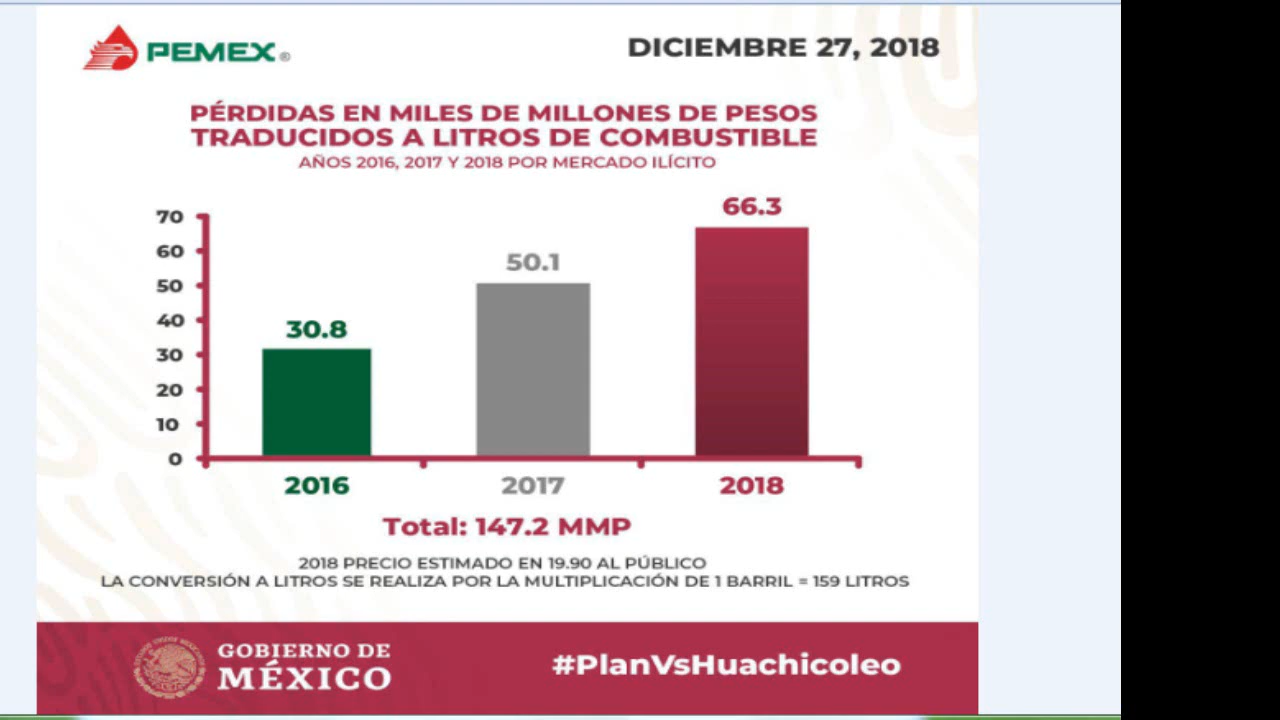 PEMEX®
DICIEMBRE 27, 2018
PÉRDIDAS EN MILES DE MILLONES DE PESOS
TRADUCIDOS A LITROS DE COMBUSTIBLE
AÑOS 2016, 2017 Y 2018 POR MERCADO ILÍCITO
70
60
50
40
30
20
10
0
30.8
50.1
66.3
2016
2017
2018
Total: 147.2 MMP
2018 PRECIO ESTIMADO EN 19.90 AL PÚBLICO
LA CONVERSIÓN A LITROS SE REALIZA POR LA MULTIPLICACIÓN DE 1 BARRIL = 159 LITROS
GOBIERNO DE
MÉXICO
#PlanVsHuachicoleo